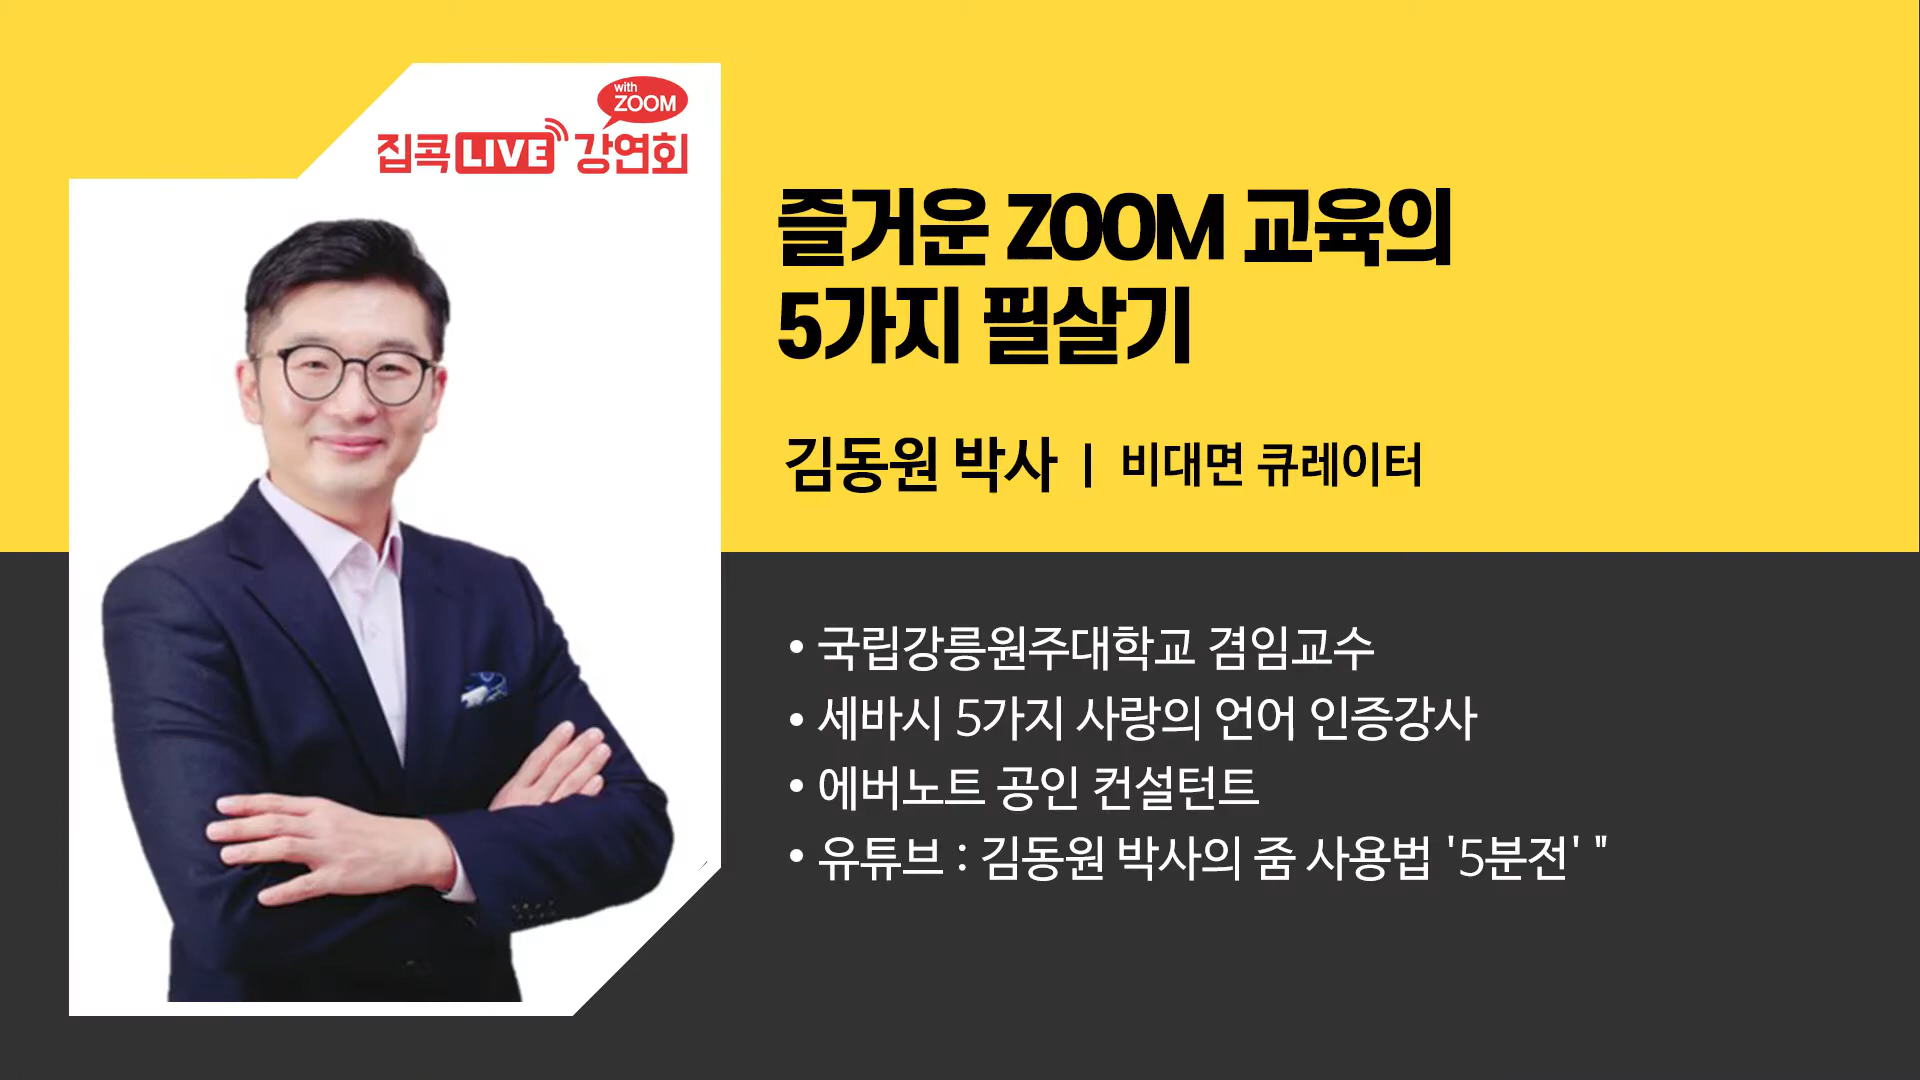 with
ZOOM
집콕 LIVE 강연회
즐거운 ZOOM 교육의
5가지 필살기
김동원 박사 | 비대면 큐레이터
• 국립강릉원주대학교 겸임교수
• 세바시 5가지 사랑의 언어 인증강사
• 에버노트 공인 컨설턴트
• 유튜브 : 김동원 박사의 줌 사용법 '5분전' "